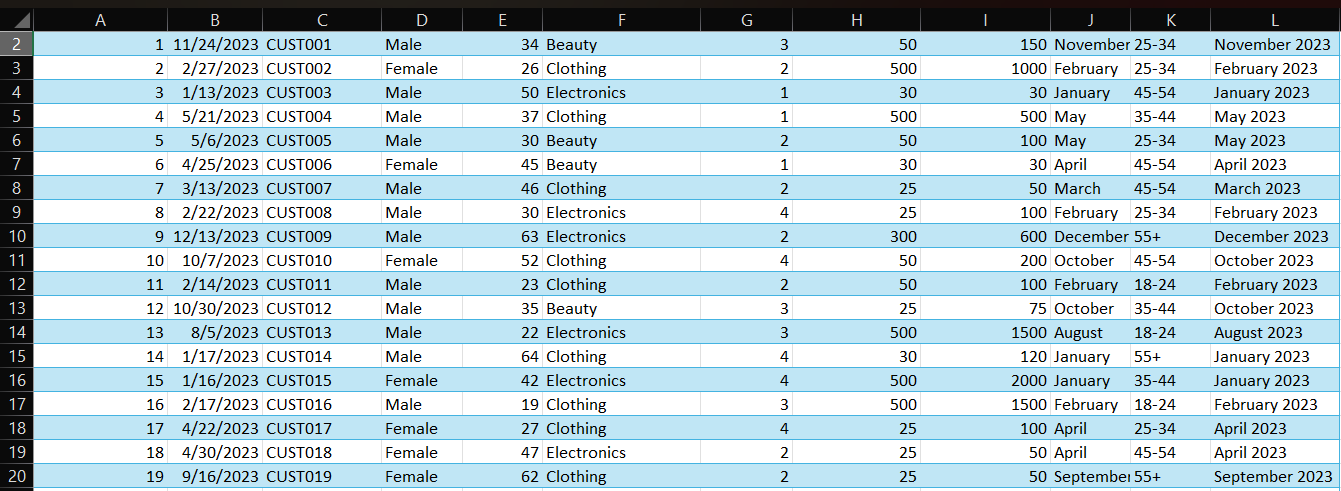 A B C D E F G H I J K L
2 1 11/24/2023 CUST001 Male 34 Beauty 3 50 150 November 25-34 November 2023
3 2 2/27/2023 CUST002 Female 26 Clothing 2 500 1000 February 25-34 February 2023
4 3 1/13/2023 CUST003 Male 50 Electronics 1 30 30 January 45-54 January 2023
5 4 5/21/2023 CUST004 Male 37 Clothing 1 500 500 May 35-44 May 2023
6 5 5/6/2023 CUST005 Male 30 Beauty 2 50 100 May 25-34 May 2023
7 6 4/25/2023 CUST006 Female 45 Beauty 1 30 30 April 45-54 April 2023
8 7 3/13/2023 CUST007 Male 46 Clothing 2 25 50 March 45-54 March 2023
9 8 2/22/2023 CUST008 Male 30 Electronics 4 25 100 February 25-34 February 2023
10 9 12/13/2023 CUST009 Male 63 Electronics 2 300 600 December 55+ December 2023
11 10 10/7/2023 CUST010 Female 52 Clothing 4 50 200 October 45-54 October 2023
12 11 2/14/2023 CUST011 Male 23 Clothing 2 50 100 February 18-24 February 2023
13 12 10/30/2023 CUST012 Male 35 Beauty 3 25 75 October 35-44 October 2023
14 13 8/5/2023 CUST013 Male 22 Electronics 3 500 1500 August 18-24 August 2023
15 14 1/17/2023 CUST014 Male 64 Clothing 4 30 120 January 55+ January 2023
16 15 1/16/2023 CUST015 Female 42 Electronics 4 500 2000 January 35-44 January 2023
17 16 2/17/2023 CUST016 Male 19 Clothing 3 500 1500 February 18-24 February 2023
18 17 4/22/2023 CUST017 Female 27 Clothing 4 25 100 April 25-34 April 2023
19 18 4/30/2023 CUST018 Female 47 Electronics 2 25 50 April 45-54 April 2023
20 19 9/16/2023 CUST019 Female 62 Clothing 2 25 50 September 55+ September 2023